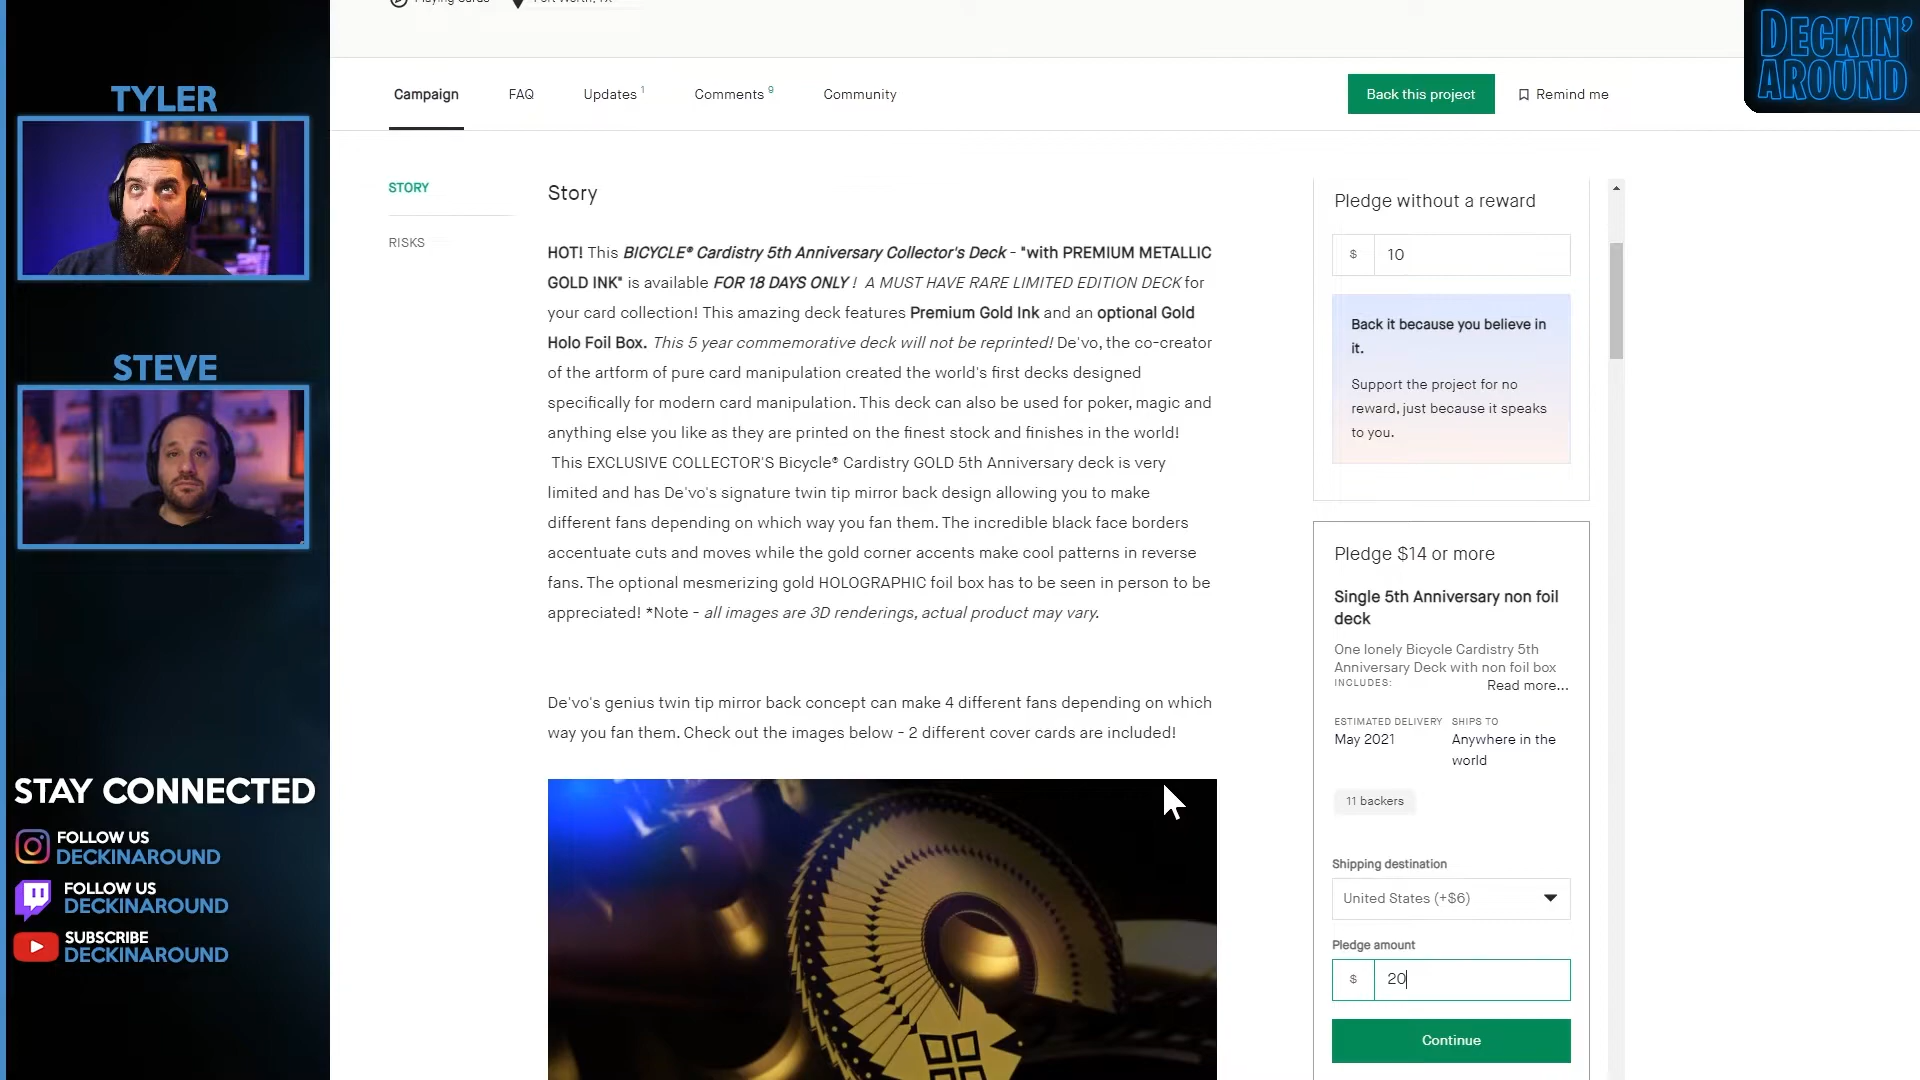 Playing Cards
Fort Worth, TX
DECKIN'
AROUND
TYLER
STEVE
STAY CONNECTED
FOLLOW US
DECKINAROUND
FOLLOW US
DECKINAROUND
SUBSCRIBE
DECKINAROUND
Campaign
FAQ
Updates 1
Comments 9
Community
Back this project
Remind me
STORY
RISKS
Story
HOT! This BICYCLE® Cardistry 5th Anniversary Collector's Deck - "with PREMIUM METALLIC
GOLD INK" is available FOR 18 DAYS ONLY ! A MUST HAVE RARE LIMITED EDITION DECK for
your card collection! This amazing deck features Premium Gold Ink and an optional Gold
Holo Foil Box. This 5 year commemorative deck will not be reprinted! De'vo, the co-creator
of the artform of pure card manipulation created the world's first decks designed
specifically for modern card manipulation. This deck can also be used for poker, magic and
anything else you like as they are printed on the finest stock and finishes in the world!
This EXCLUSIVE COLLECTOR'S Bicycle® Cardistry GOLD 5th Anniversary deck is very
limited and has De'vo's signature twin tip mirror back design allowing you to make
different fans depending on which way you fan them. The incredible black face borders
accentuate cuts and moves while the gold corner accents make cool patterns in reverse
fans. The optional mesmerizing gold HOLOGRAPHIC foil box has to be seen in person to be
appreciated! *Note - all images are 3D renderings, actual product may vary.
De'vo's genius twin tip mirror back concept can make 4 different fans depending on which
way you fan them. Check out the images below - 2 different cover cards are included!
Pledge without a reward
$ 10
Back it because you believe in
it.
Support the project for no
reward, just because it speaks
to you.
Pledge $14 or more
Single 5th Anniversary non foil
deck
One lonely Bicycle Cardistry 5th
Anniversary Deck with non foil box
INCLUDES:
Read more...
ESTIMATED DELIVERY
May 2021
SHIPS TO
Anywhere in the
world
11 backers
Shipping destination
United States (+$6)
Pledge amount
$ 20
Continue